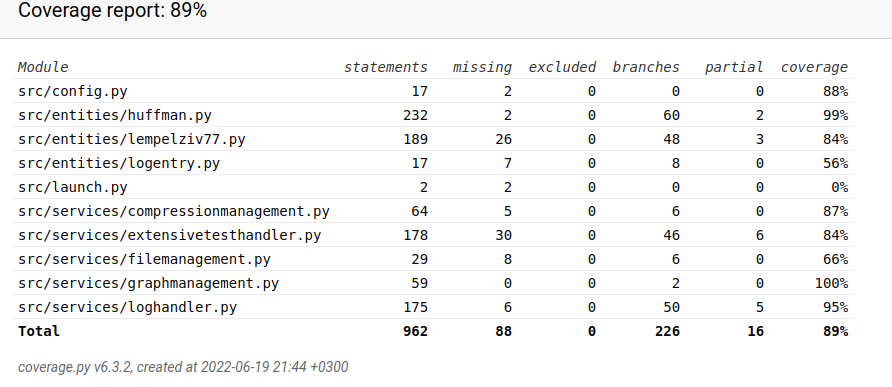 Coverage report: 89%
Module statements missing excluded branches partial coverage
src/config.py 17 2 0 0 0 88%
src/entities/huffman.py 232 2 0 60 2 99%
src/entities/lempelziv77.py 189 26 0 48 3 84%
src/entities/logentry.py 17 7 0 8 0 56%
src/launch.py 2 2 0 0 0 0%
src/services/compressionmanagement.py 64 5 0 6 0 87%
src/services/extensivetesthandler.py 178 30 0 46 6 84%
src/services/filemanagement.py 29 8 0 6 0 66%
src/services/graphmanagement.py 59 0 0 2 0 100%
src/services/loghandler.py 175 6 0 50 5 95%
Total 962 88 0 226 16 89%
coverage.py v6.3.2, created at 2022-06-19 21:44 +0300